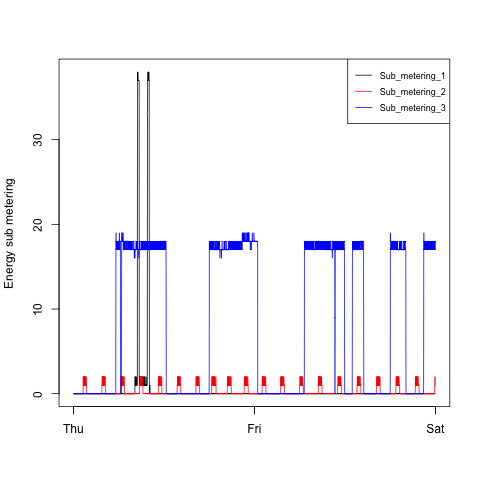 Sub_metering_1
Sub_metering_2
Sub_metering_3
Energy sub metering
30
20
10
0
Thu Fri Sat